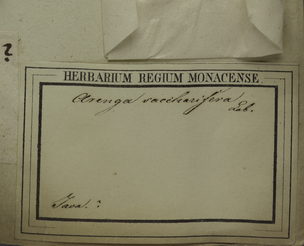 ?
HERBARIUM REGIUM MONACENSE.
Arenga saccharifera
Lab.
Java. ?